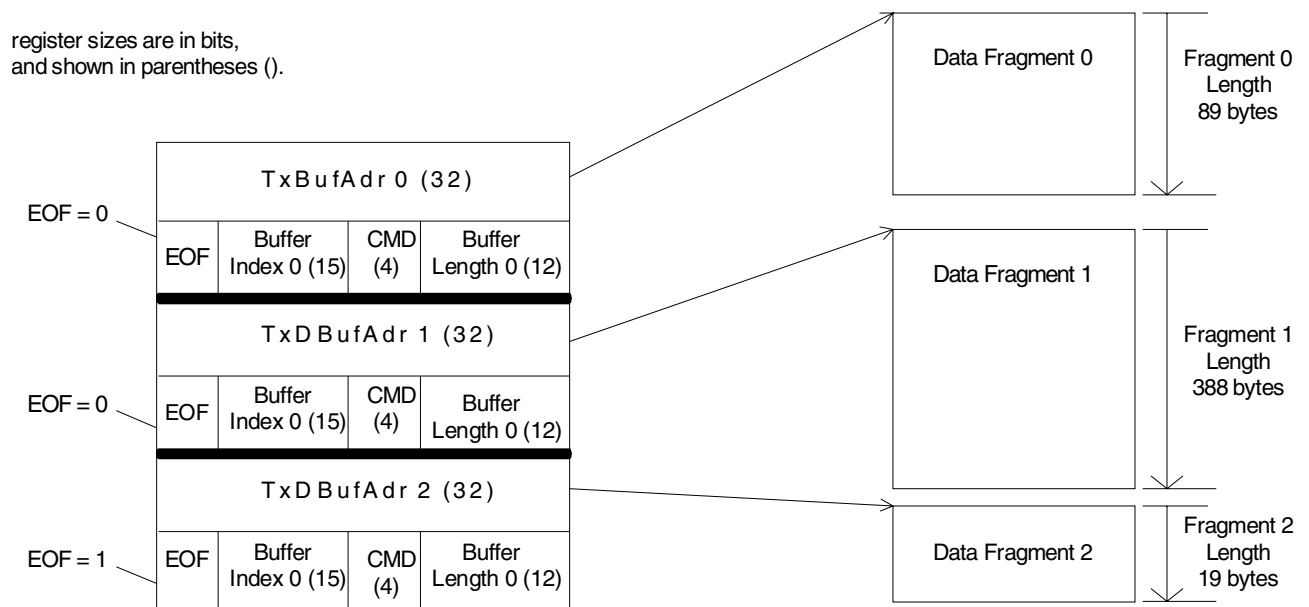 register sizes are in bits,
and shown in parentheses ().
TxBufAdr 0 (32)
EOF = 0
EOF
Buffer
Index 0 (15)
CMD
(4)
Buffer
Length 0 (12)
TxDBufAdr 1 (32)
EOF = 0
EOF
Buffer
Index 0 (15)
CMD
(4)
Buffer
Length 0 (12)
TxDBufAdr 2 (32)
EOF = 1
EOF
Buffer
Index 0 (15)
CMD
(4)
Buffer
Length 0 (12)
Data Fragment 0
Fragment 0
Length
89 bytes
Data Fragment 1
Fragment 1
Length
388 bytes
Data Fragment 2
Fragment 2
Length
19 bytes